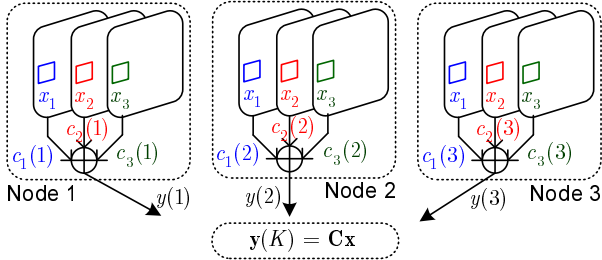 x₁ x₂ x₃ x₁ x₂ x₃ x₁ x₂ x₃
c₂(1) c₂(2) c₂(3)
c₁(1) c₃(1) c₁(2) c₃(2) c₁(3) c₃(3)
Node 1 y(1) y(2) Node 2 y(3) Node 3
y(K) = Cx